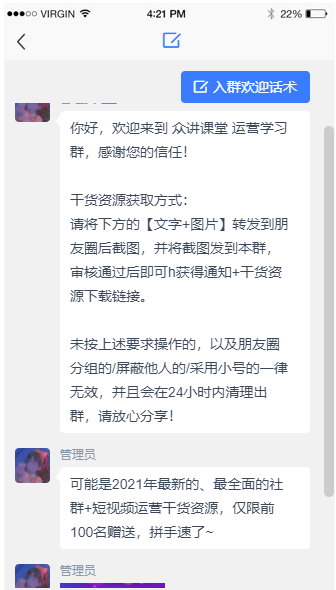 VIRGIN 4:21 PM 22%
入群欢迎话术
你好，欢迎来到 众讲课堂 运营学习
群，感谢您的信任！
干货资源获取方式：
请将下方的【文字+图片】转发到朋
友圈后截图，并将截图发到本群，
审核通过后即可h获得通知+干货资
源下载链接。
未按上述要求操作的，以及朋友圈
分组的/屏蔽他人的/采用小号的一律
无效，并且会在24小时内清理出
群，请放心分享！
管理员
可能是2021年最新的、最全面的社
群+短视频运营干货资源，仅限前
100名赠送，拼手速了~
管理员